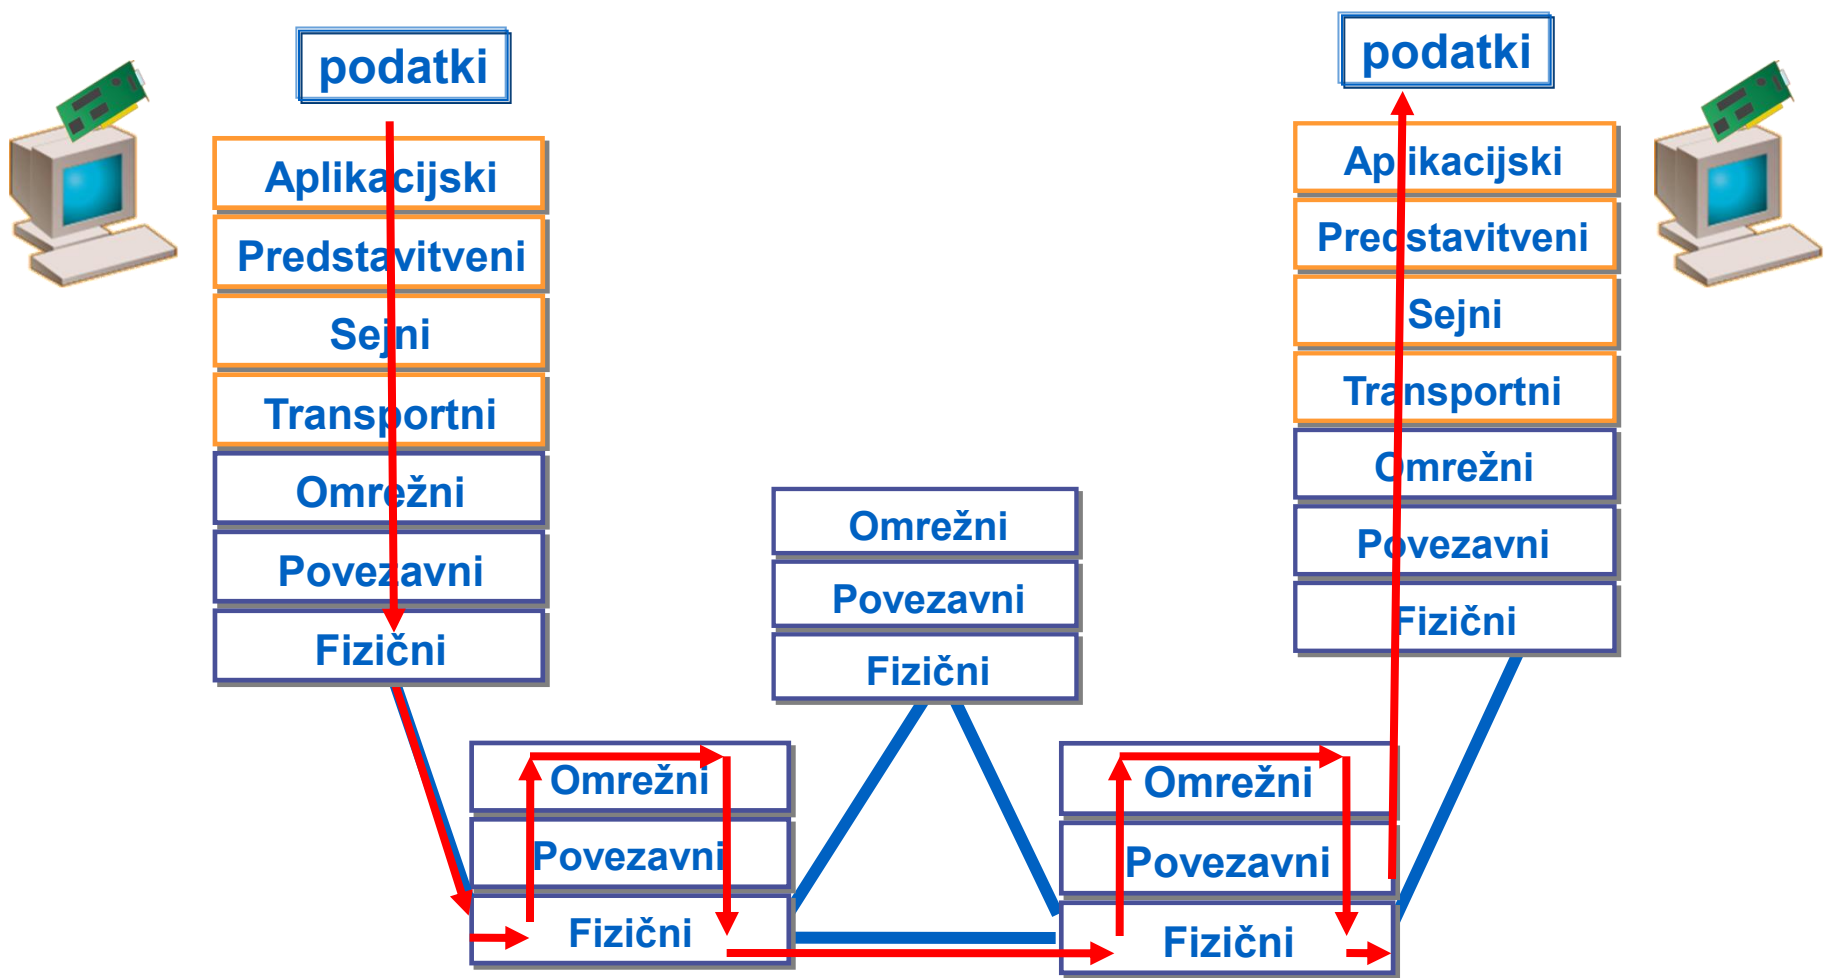 podatki
Aplikacijski
Predstavitveni
Sejni
Transportni
Omrežni
Povezavni
Fizični
Omrežni
Povezavni
Fizični
Omrežni
Povezavni
Fizični
Omrežni
Povezavni
Fizični
podatki
Aplikacijski
Predstavitveni
Sejni
Transportni
Omrežni
Povezavni
Fizični